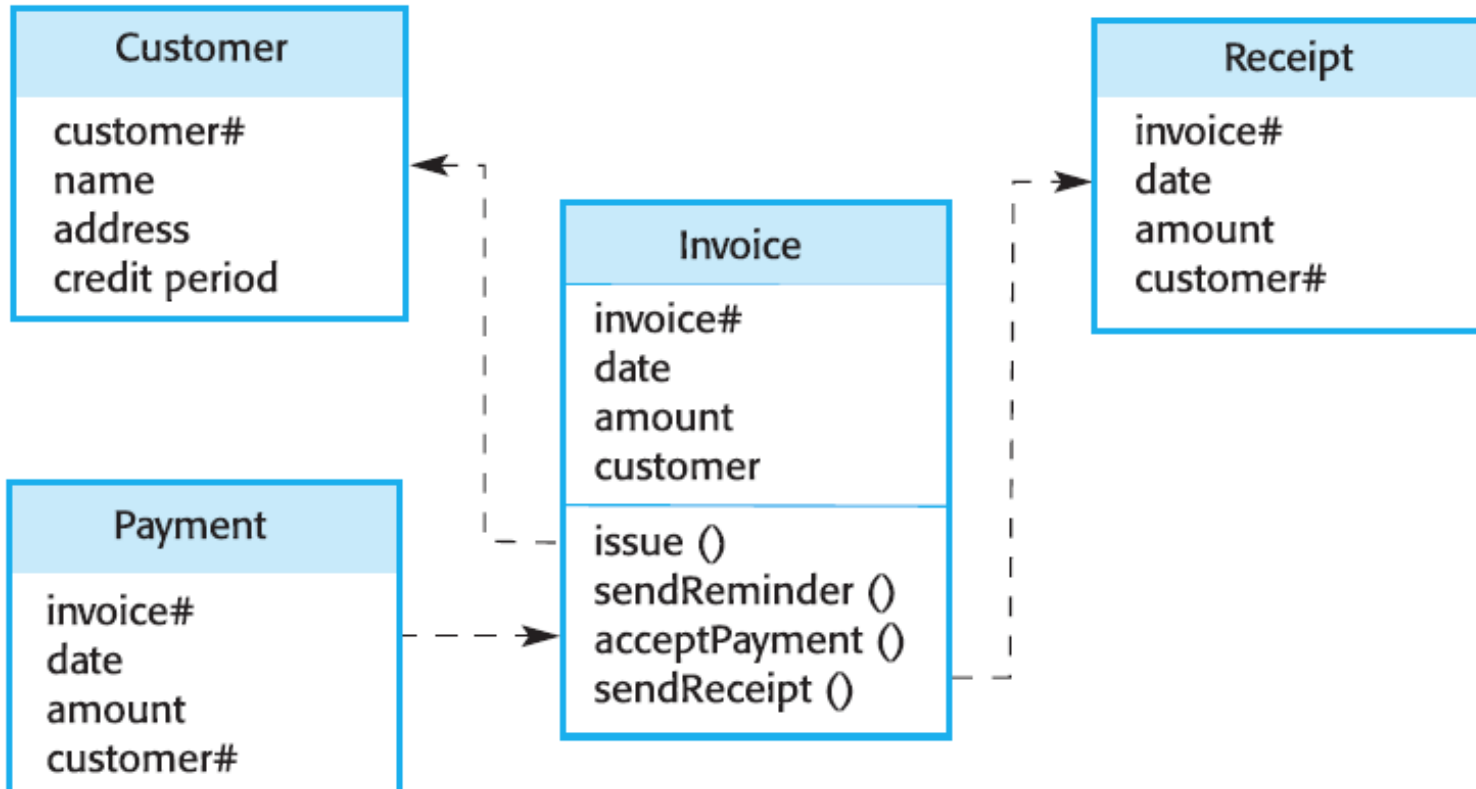 Customer
customer#
name
address
credit period
Receipt
invoice#
date
amount
customer#
Invoice
invoice#
date
amount
customer
issue ()
sendReminder ()
acceptPayment ()
sendReceipt ()
Payment
invoice#
date
amount
customer#